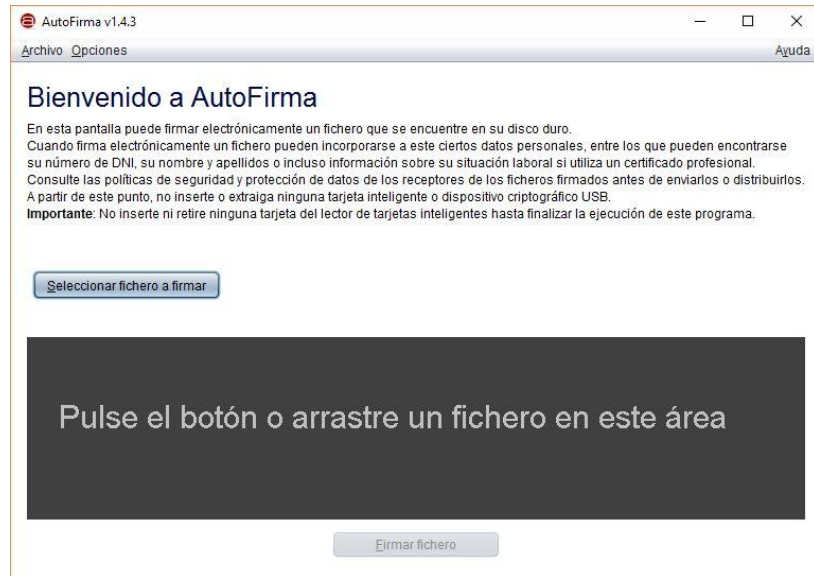 AutoFirma v1.4.3
Archivo Opciones Ayuda
Bienvenido a AutoFirma
En esta pantalla puede firmar electrónicamente un fichero que se encuentre en su disco duro.
Cuando firma electrónicamente un fichero pueden incorporarse a este ciertos datos personales, entre los que pueden encontrarse
su número de DNI, su nombre y apellidos o incluso información sobre su situación laboral si utiliza un certificado profesional.
Consulte las políticas de seguridad y protección de datos de los receptores de los ficheros firmados antes de enviarlos o distribuirlos.
A partir de este punto, no inserte o extraiga ninguna tarjeta inteligente o dispositivo criptográfico USB.
Importante: No inserte ni retire ninguna tarjeta del lector de tarjetas inteligentes hasta finalizar la ejecución de este programa.
Seleccionar fichero a firmar
Pulse el botón o arrastre un fichero en este área
Firmar fichero